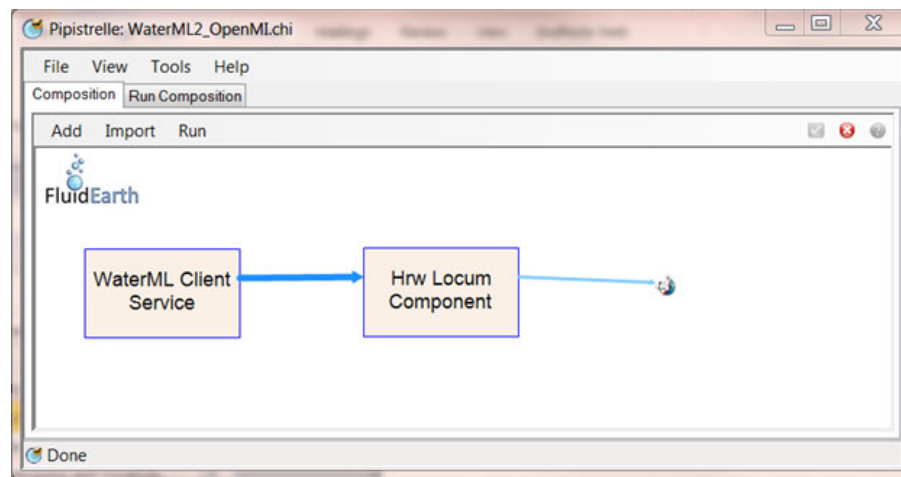 Pipistrelle: WaterML2_OpenMI.chi
File View Tools Help
Composition Run Composition
Add Import Run
FluidEarth
WaterML Client
Service
Hrw Locum
Component
Done